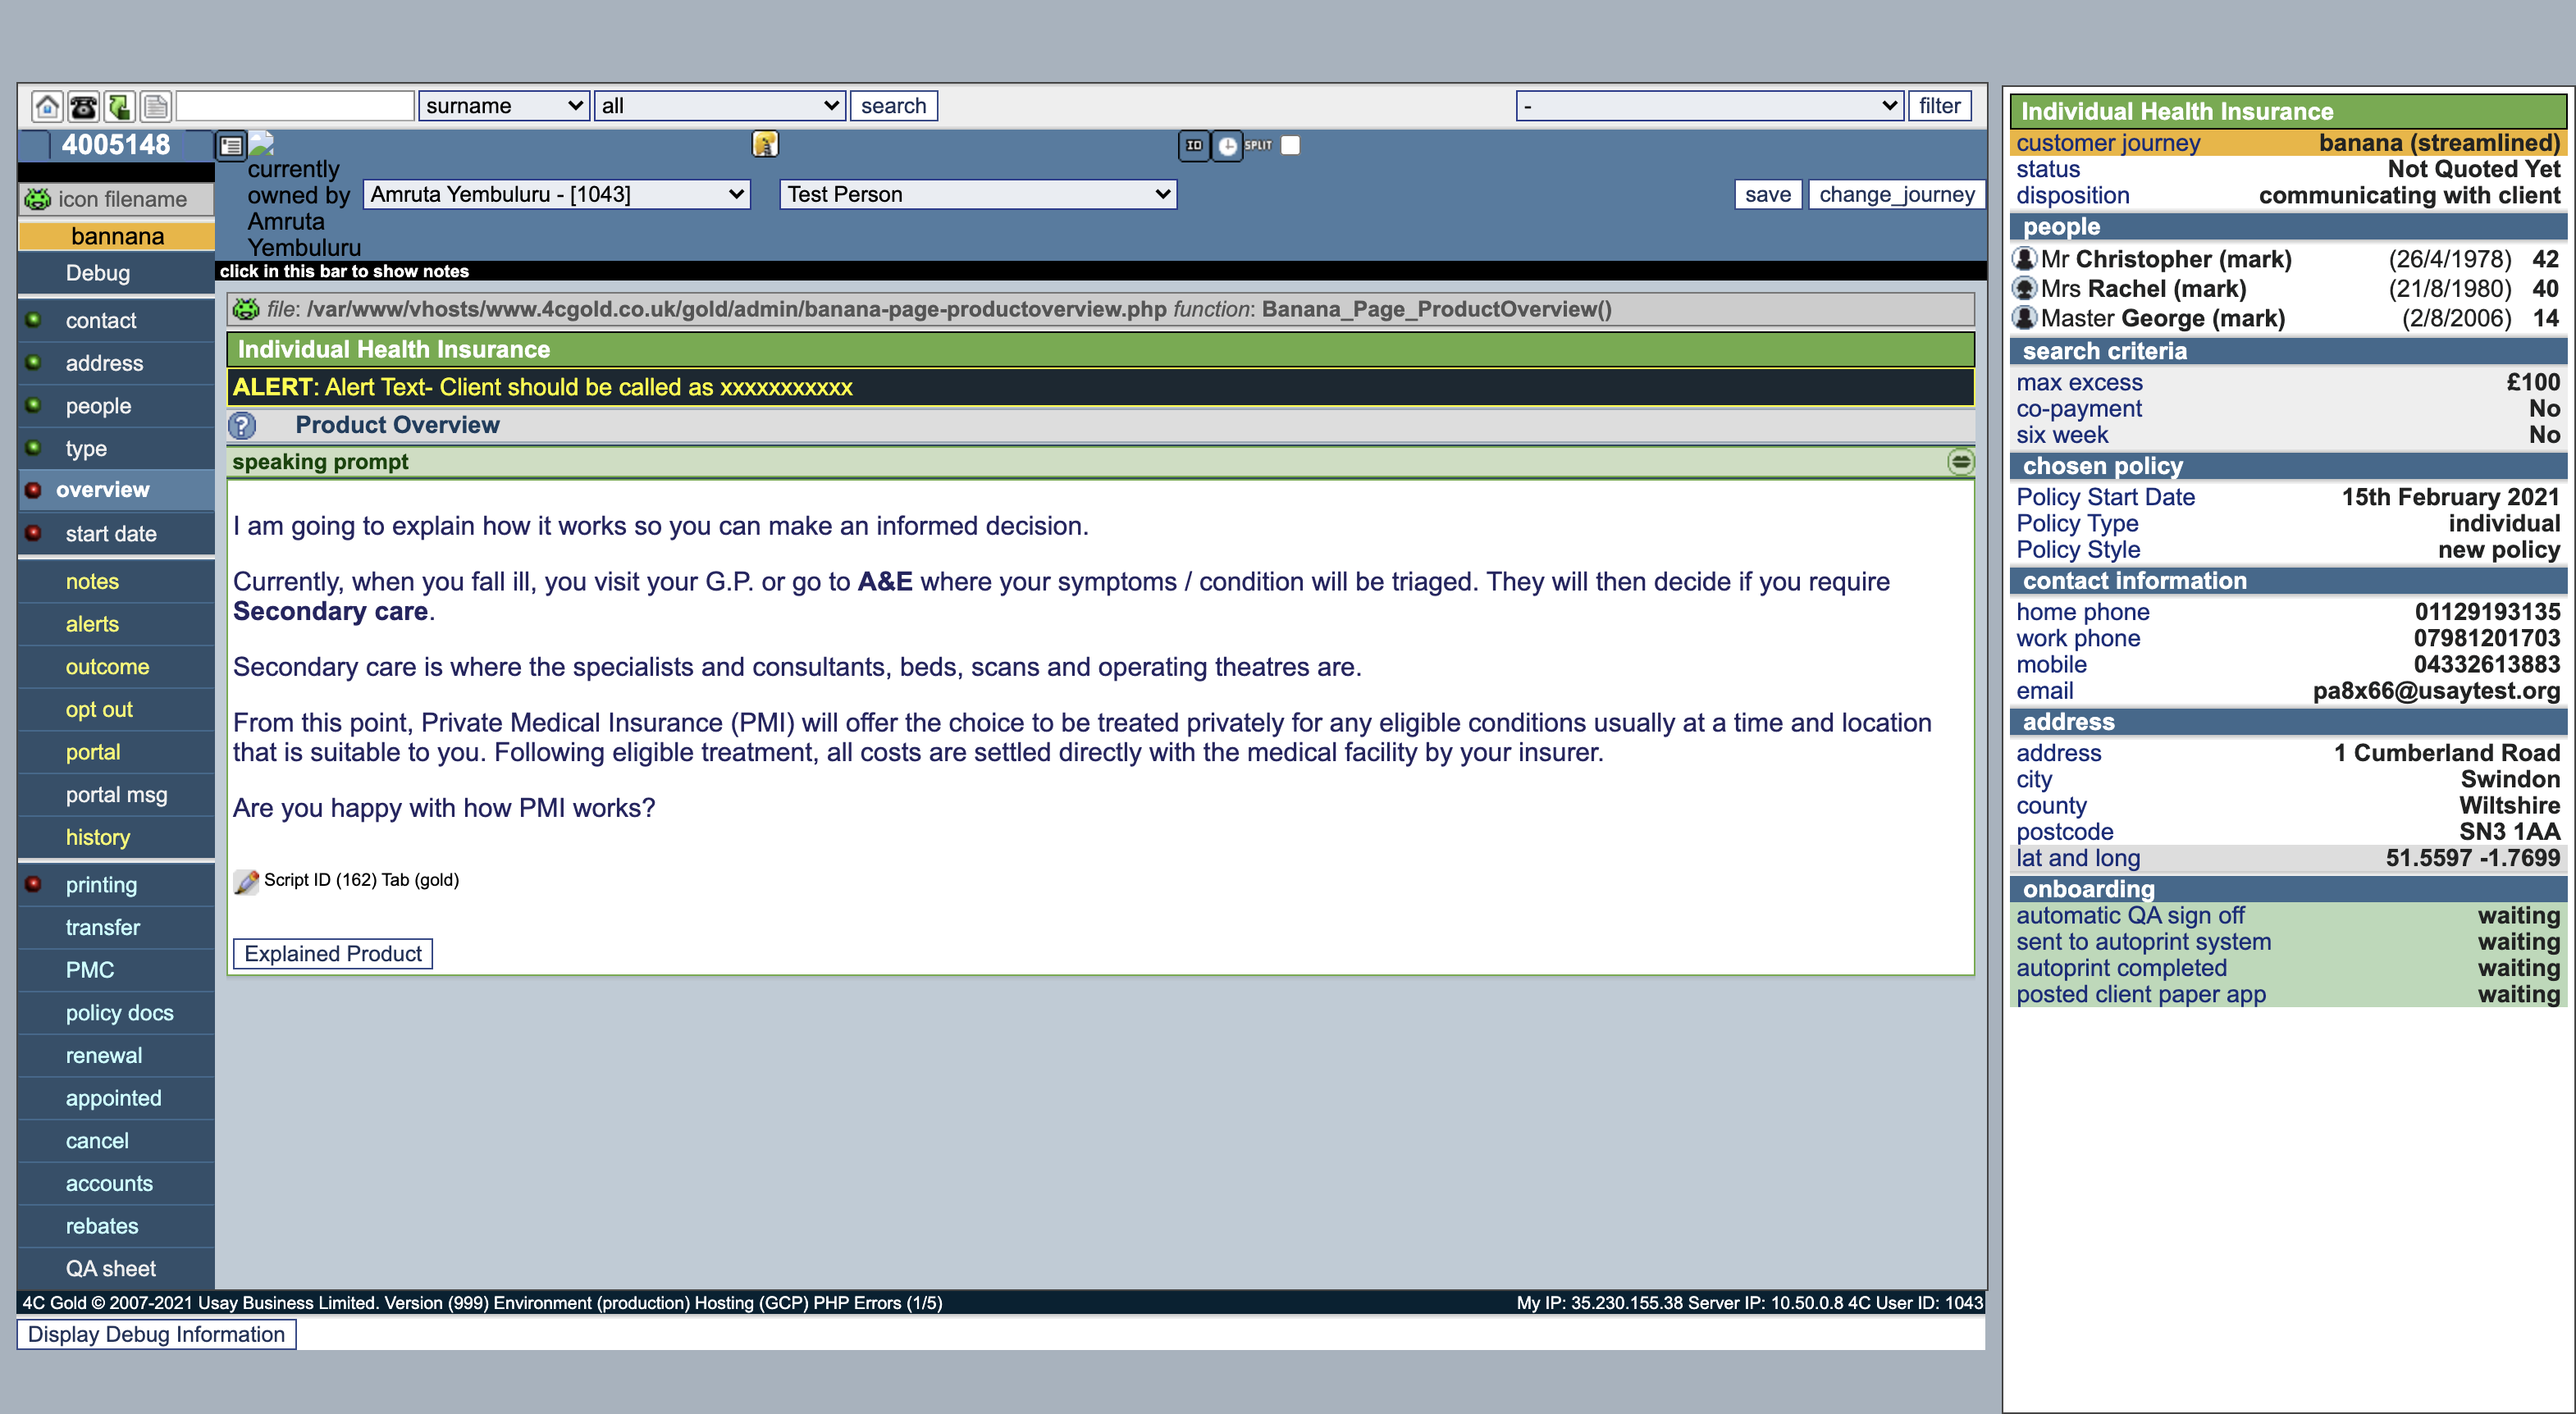 surname all search - filter
4005148 ID SPLIT
icon filename
bannana
Debug
contact
address
people
type
overview
start date
notes
alerts
outcome
opt out
portal
portal msg
history
printing
transfer
PMC
policy docs
renewal
appointed
cancel
accounts
rebates
QA sheet
currently
owned by
Amruta
Yembuluru
Amruta Yembuluru - [1043] Test Person save change_journey
click in this bar to show notes
file: /var/www/vhosts/www.4cgold.co.uk/gold/admin/banana-page-productoverview.php function: Banana_Page_ProductOverview()
Individual Health Insurance
ALERT: Alert Text- Client should be called as xxxxxxxxxxx
? Product Overview
speaking prompt
I am going to explain how it works so you can make an informed decision.
Currently, when you fall ill, you visit your G.P. or go to A&E where your symptoms / condition will be triaged. They will then decide if you require
Secondary care.
Secondary care is where the specialists and consultants, beds, scans and operating theatres are.
From this point, Private Medical Insurance (PMI) will offer the choice to be treated privately for any eligible conditions usually at a time and location
that is suitable to you. Following eligible treatment, all costs are settled directly with the medical facility by your insurer.
Are you happy with how PMI works?
Script ID (162) Tab (gold)
Explained Product
4C Gold © 2007-2021 Usay Business Limited. Version (999) Environment (production) Hosting (GCP) PHP Errors (1/5) My IP: 35.230.155.38 Server IP: 10.50.0.8 4C User ID: 1043
Display Debug Information
Individual Health Insurance
customer journey banana (streamlined)
status Not Quoted Yet
disposition communicating with client
people
Mr Christopher (mark) (26/4/1978) 42
Mrs Rachel (mark) (21/8/1980) 40
Master George (mark) (2/8/2006) 14
search criteria
max excess £100
co-payment No
six week No
chosen policy
Policy Start Date 15th February 2021
Policy Type individual
Policy Style new policy
contact information
home phone 01129193135
work phone 07981201703
mobile 04332613883
email pa8x66@usaytest.org
address
address 1 Cumberland Road
city Swindon
county Wiltshire
postcode SN3 1AA
lat and long 51.5597 -1.7699
onboarding
automatic QA sign off waiting
sent to autoprint system waiting
autoprint completed waiting
posted client paper app waiting